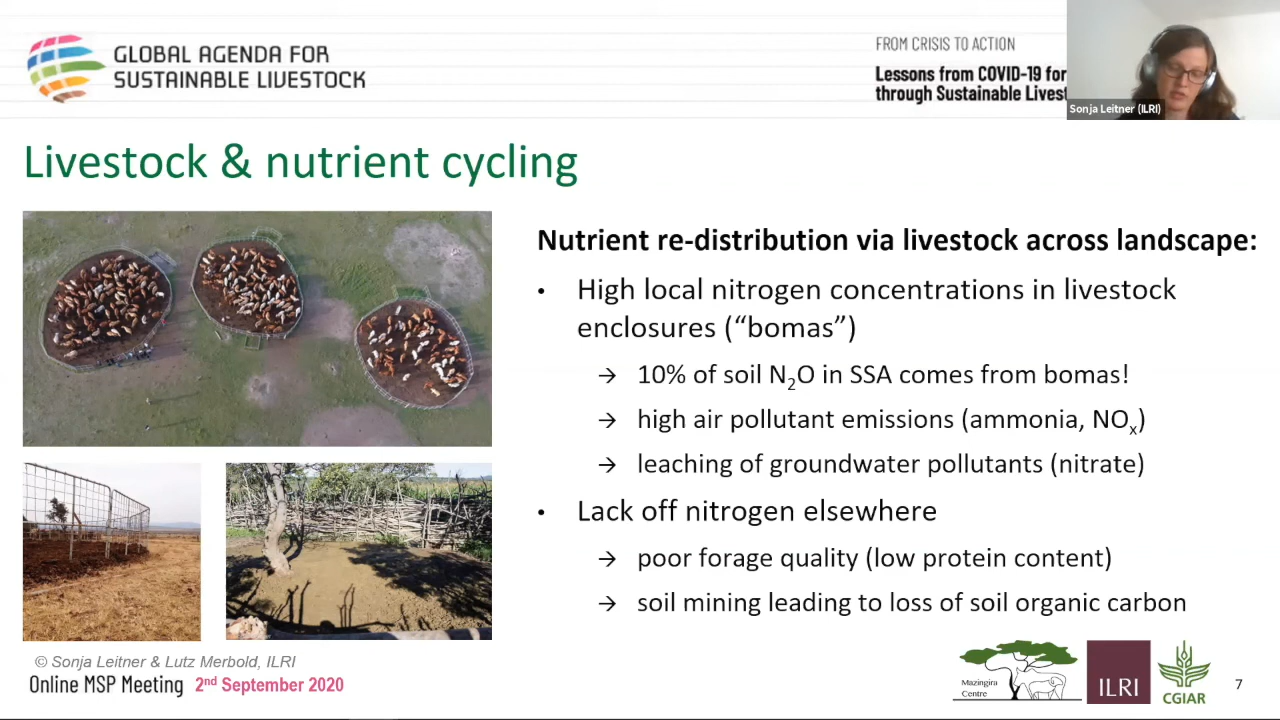 GLOBAL AGENDA FOR
SUSTAINABLE LIVESTOCK
FROM CRISIS TO ACTION
Lessons from COVID-19 for
through Sustainable
Sonja Leitner (ILRI)
Livestock & nutrient cycling
Nutrient re-distribution via livestock across landscape:
• High local nitrogen concentrations in livestock
enclosures (“bomas”)
→ 10% of soil N₂O in SSA comes from bomas!
→ high air pollutant emissions (ammonia, NOₓ)
→ leaching of groundwater pollutants (nitrate)
• Lack off nitrogen elsewhere
→ poor forage quality (low protein content)
→ soil mining leading to loss of soil organic carbon
© Sonja Leitner & Lutz Merbold, ILRI
Online MSP Meeting 2nd September 2020
Mazingira
Centre
ILRI
CGIAR
7